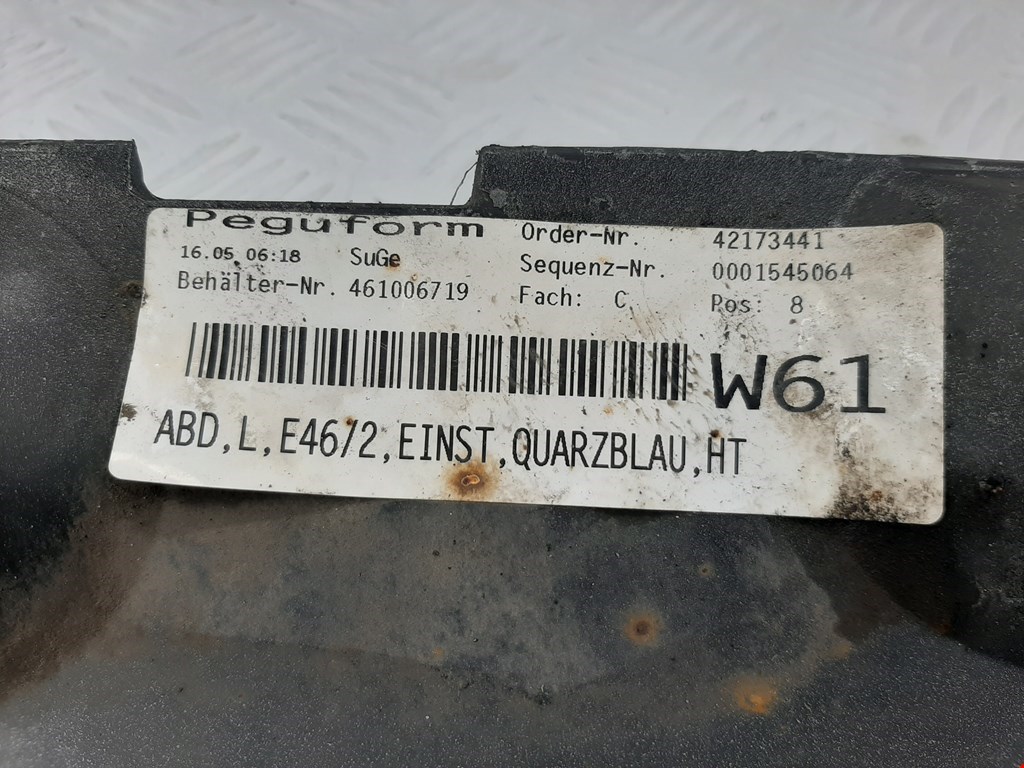 Peguform Order-Nr. 42173441
16.05 06:18 SuGe Sequenz-Nr. 0001545064
Behälter-Nr. 461006719 Fach: C Pos: 8
W61
ABD,L,E46/2,EINST,QUARZBLAU,HT